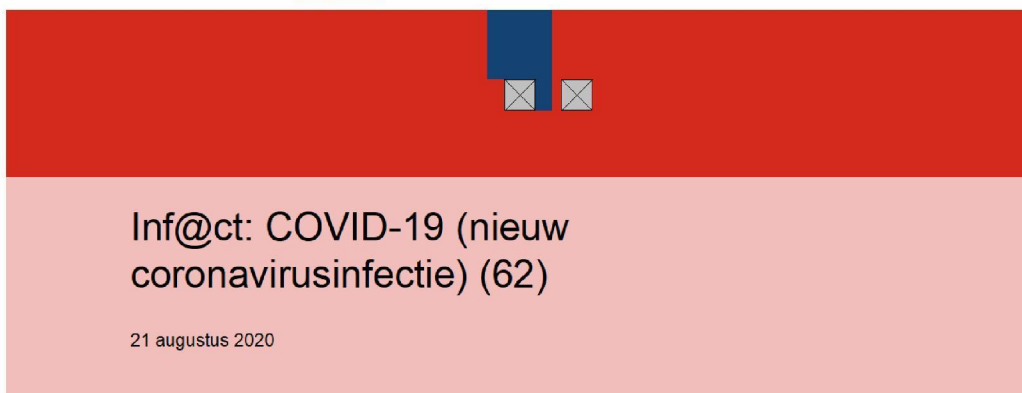 Inf@ct: COVID-19 (nieuw
coronavirusinfectie) (62)
21 augustus 2020